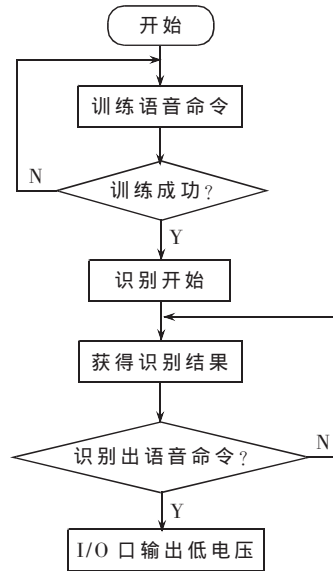 开始
训练语音命令
训练成功?
N
Y
识别开始
获得识别结果
识别出语音命令?
N
Y
I/O 口输出低电压